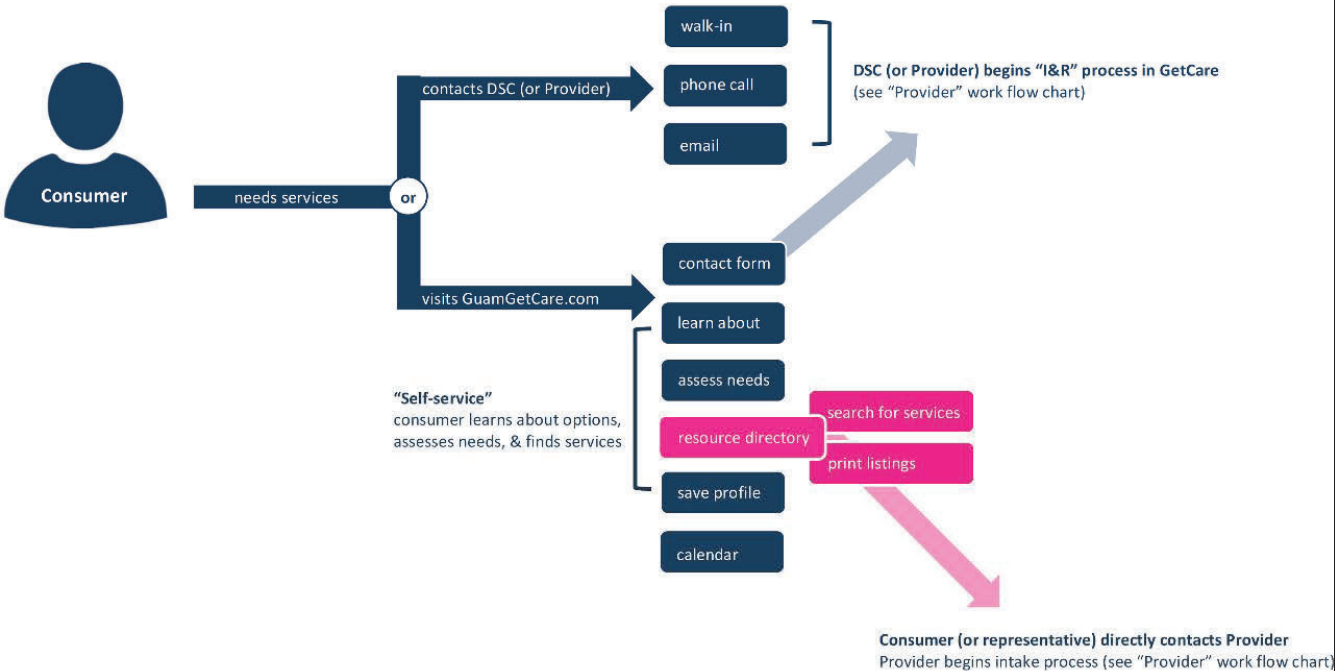 Consumer
needs services
or
contacts DSC (or Provider)
walk-in
phone call
email
DSC (or Provider) begins “I&R” process in GetCare
(see “Provider” work flow chart)
visits GuamGetCare.com
contact form
learn about
assess needs
resource directory
save profile
calendar
“Self-service”
consumer learns about options,
assesses needs, & finds services
search for services
print listings
Consumer (or representative) directly contacts Provider
Provider begins intake process (see “Provider” work flow chart)